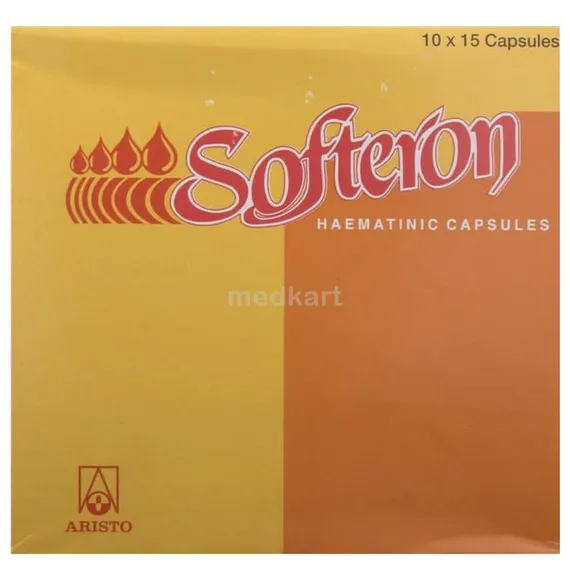 10 x 15 Capsules
Softeron
HAEMATINIC CAPSULES
medkart
ARISTO